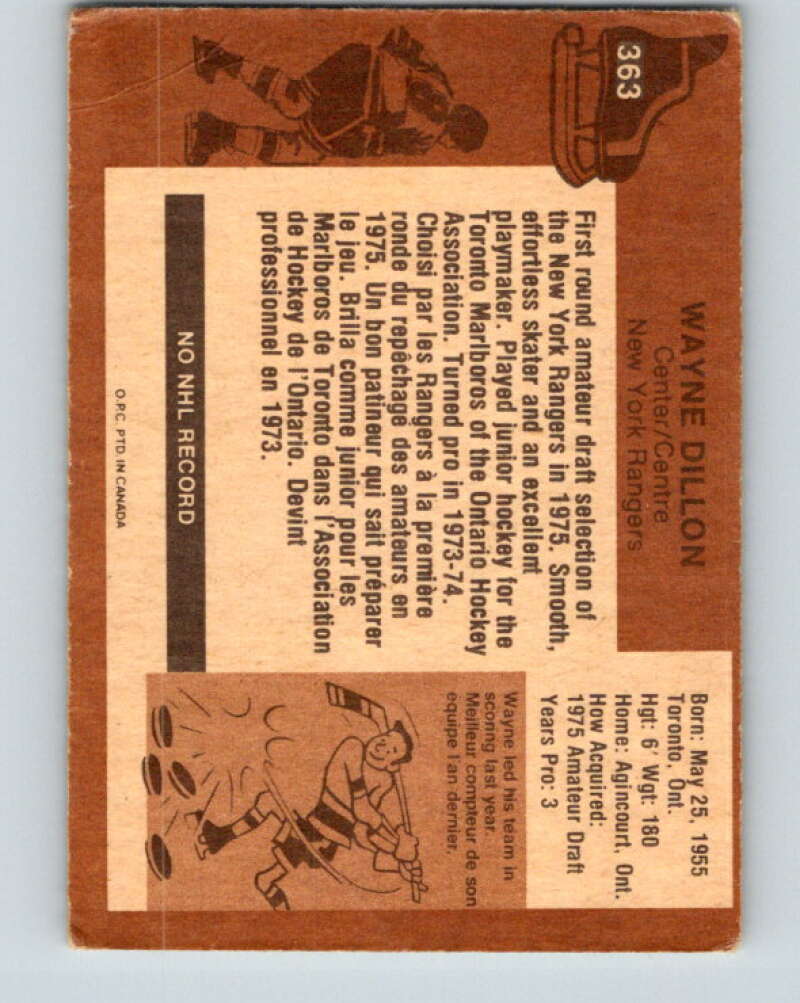 363
WAYNE DILLON
Center/Centre
New York Rangers
Born: May 25, 1955
Toronto, Ont.
Hgt: 6' Wgt: 180
Home: Agincourt, Ont.
How Acquired:
1975 Amateur Draft
Years Pro: 3
First round amateur draft selection of
the New York Rangers in 1975. Smooth,
effortless skater and an excellent
playmaker. Played junior hockey for the
Toronto Marlboros of the Ontario Hockey
Association. Turned pro in 1973-74.
Choisi par les Rangers à la première
ronde du repêchage des amateurs en
1975. Un bon patineur qui sait préparer
le jeu. Brilla comme junior pour les
Marlboros de Toronto dans l'Association
de Hockey de l'Ontario. Devint
professionnel en 1973.
Wayne led his team in
scoring last year.
Meilleur compteur de son
equipe l an dernier.
NO NHL RECORD
O.P.C. PTD. IN CANADA